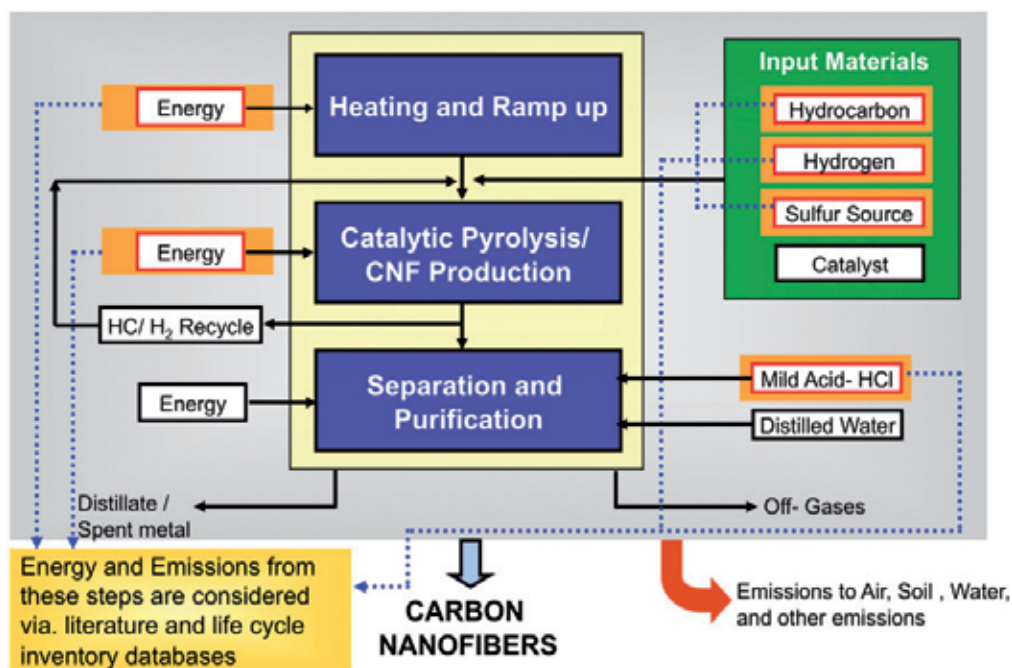 Input Materials
Energy
Heating and Ramp up
Hydrocarbon
Hydrogen
Sulfur Source
Catalyst
Energy
Catalytic Pyrolysis/
CNF Production
HC/ H₂ Recycle
Energy
Separation and
Purification
Mild Acid- HCl
Distilled Water
Distillate /
Spent metal
Off- Gases
Energy and Emissions from
these steps are considered
via. literature and life cycle
inventory databases
CARBON
NANOFIBERS
Emissions to Air, Soil , Water,
and other emissions